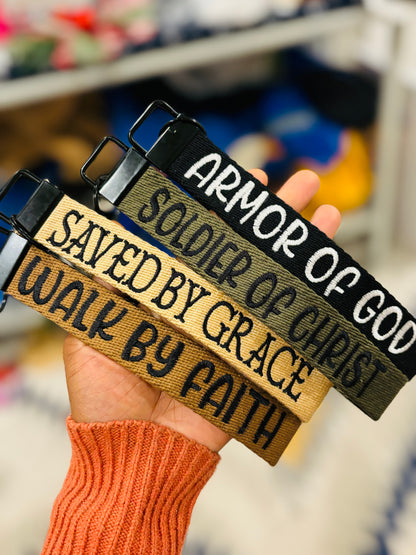 ARMOR OF GOD
SOLDIER OF CHRIST
SAVED BY GRACE
WALK BY FAITH